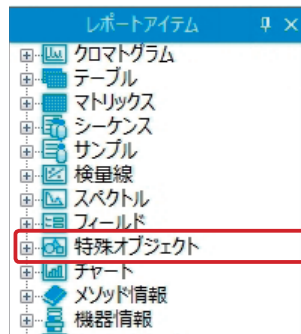 レポートアイテム
クロマトグラム
テーブル
マトリックス
シーケンス
サンプル
検量線
スペクトル
フィールド
特殊オブジェクト
チャート
メソッド情報
機器情報